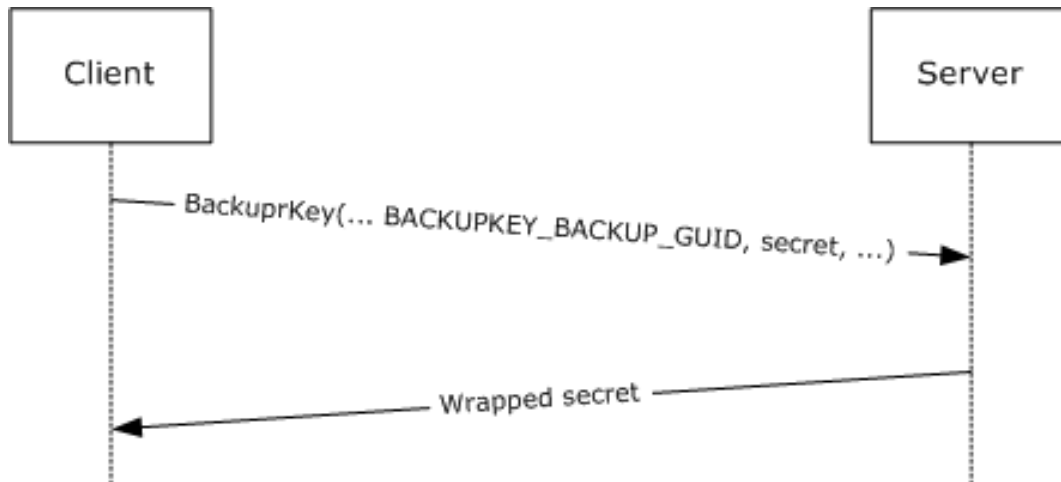 Client
Server
BackuprKey(... BACKUPKEY_BACKUP_GUID, secret, ...)
Wrapped secret